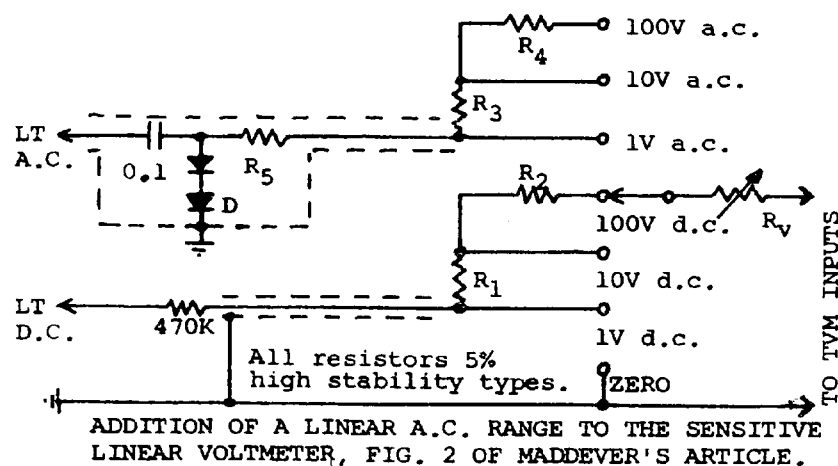 R4
100V a.c.
10V a.c.
R3
LT
A.C.
0.1
R5
1V a.c.
D
R2
100V d.c.
Rv
R1
10V d.c.
LT
D.C.
470K
1V d.c.
All resistors 5%
high stability types.
ZERO
TO TVM INPUTS
ADDITION OF A LINEAR A.C. RANGE TO THE SENSITIVE
LINEAR VOLTMETER, FIG. 2 OF MADDEVER'S ARTICLE.